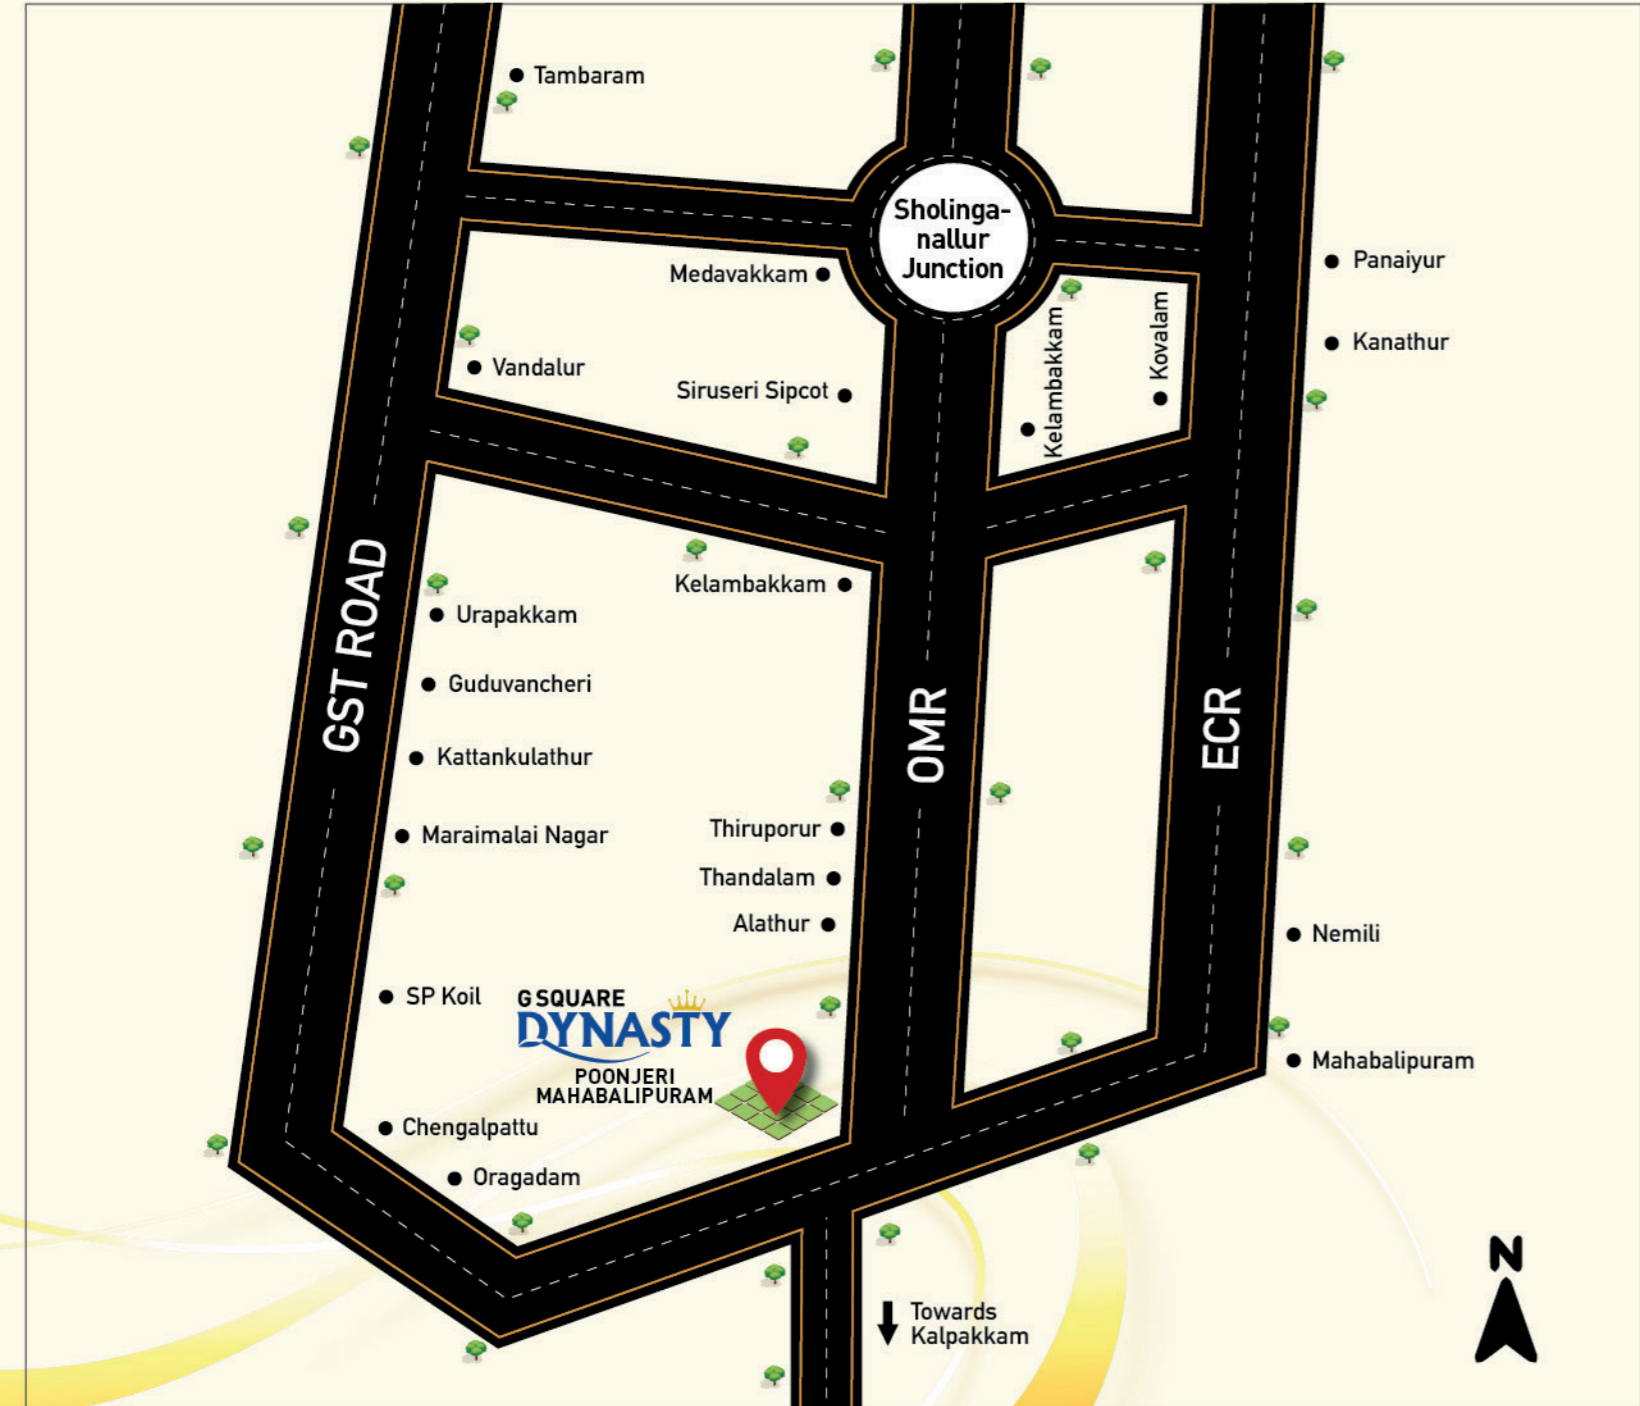 Tambaram
Sholinga-
nallur
Junction
Medavakkam
Panaiyur
Kovalam
Kelambakkam
Kanathur
Vandalur
Siruseri Sipcot
GST ROAD
Kelambakkam
Urapakkam
Guduvancheri
OMR
ECR
Kattankulathur
Maraimalai Nagar
Thiruporur
Thandalam
Alathur
Nemili
SP Koil
G SQUARE
DYNASTY
POONJERI
MAHABALIPURAM
Mahabalipuram
Chengalpattu
Oragadam
N
Towards
Kalpakkam